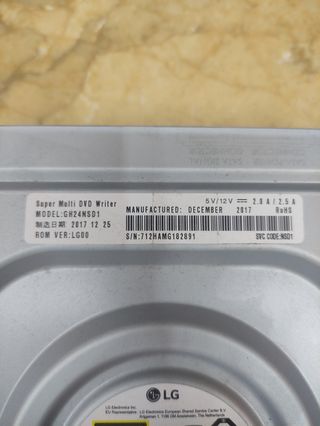 Super Multi DVD Writer
MODEL:GH24NSD1
制造日期 2017 12 25
ROM VER:LG00
5V/12V ⎓ 2.0 A / 2.5 A
MANUFACTURED: DECEMBER 2017 RoHS
S/N:712HAMG182891
SVC CODE:NSD1
LG
LG Electronics Inc.
EU Representative
LG Electronics European Shared Service Center B.V.
Krijgsman 1, 1186 DM Amstelveen, The Netherlands